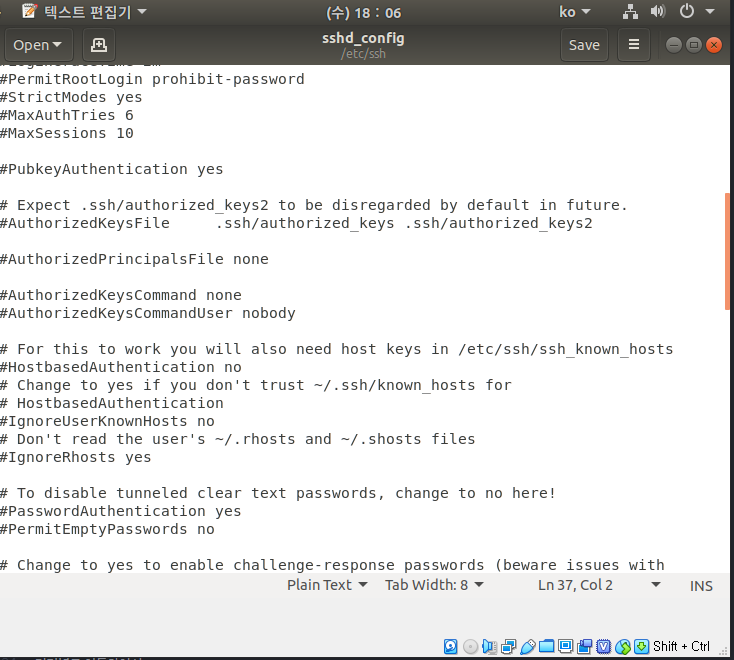 텍스트 편집기
(수) 18 : 06
ko
Open
sshd_config
/etc/ssh
Save
#PermitRootLogin prohibit-password
#StrictModes yes
#MaxAuthTries 6
#MaxSessions 10
#PubkeyAuthentication yes
# Expect .ssh/authorized_keys2 to be disregarded by default in future.
#AuthorizedKeysFile     .ssh/authorized_keys .ssh/authorized_keys2
#AuthorizedPrincipalsFile none
#AuthorizedKeysCommand none
#AuthorizedKeysCommandUser nobody
# For this to work you will also need host keys in /etc/ssh/ssh_known_hosts
#HostbasedAuthentication no
# Change to yes if you don't trust ~/.ssh/known_hosts for
# HostbasedAuthentication
#IgnoreUserKnownHosts no
# Don't read the user's ~/.rhosts and ~/.shosts files
#IgnoreRhosts yes
# To disable tunneled clear text passwords, change to no here!
#PasswordAuthentication yes
#PermitEmptyPasswords no
# Change to yes to enable challenge-response passwords (beware issues with
Plain Text
Tab Width: 8
Ln 37, Col 2
INS
Shift + Ctrl